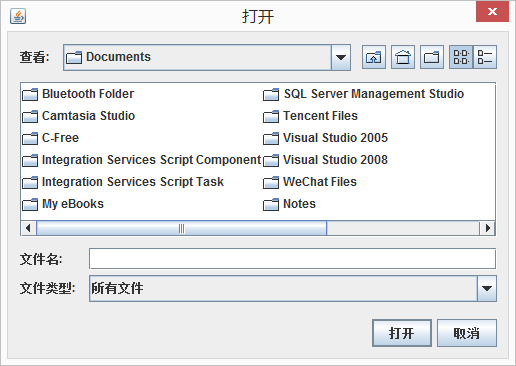 打开
查看: Documents
Bluetooth Folder
Camtasia Studio
C-Free
Integration Services Script Component
Integration Services Script Task
My eBooks
SQL Server Management Studio
Tencent Files
Visual Studio 2005
Visual Studio 2008
WeChat Files
Notes
文件名:
文件类型: 所有文件
打开 取消